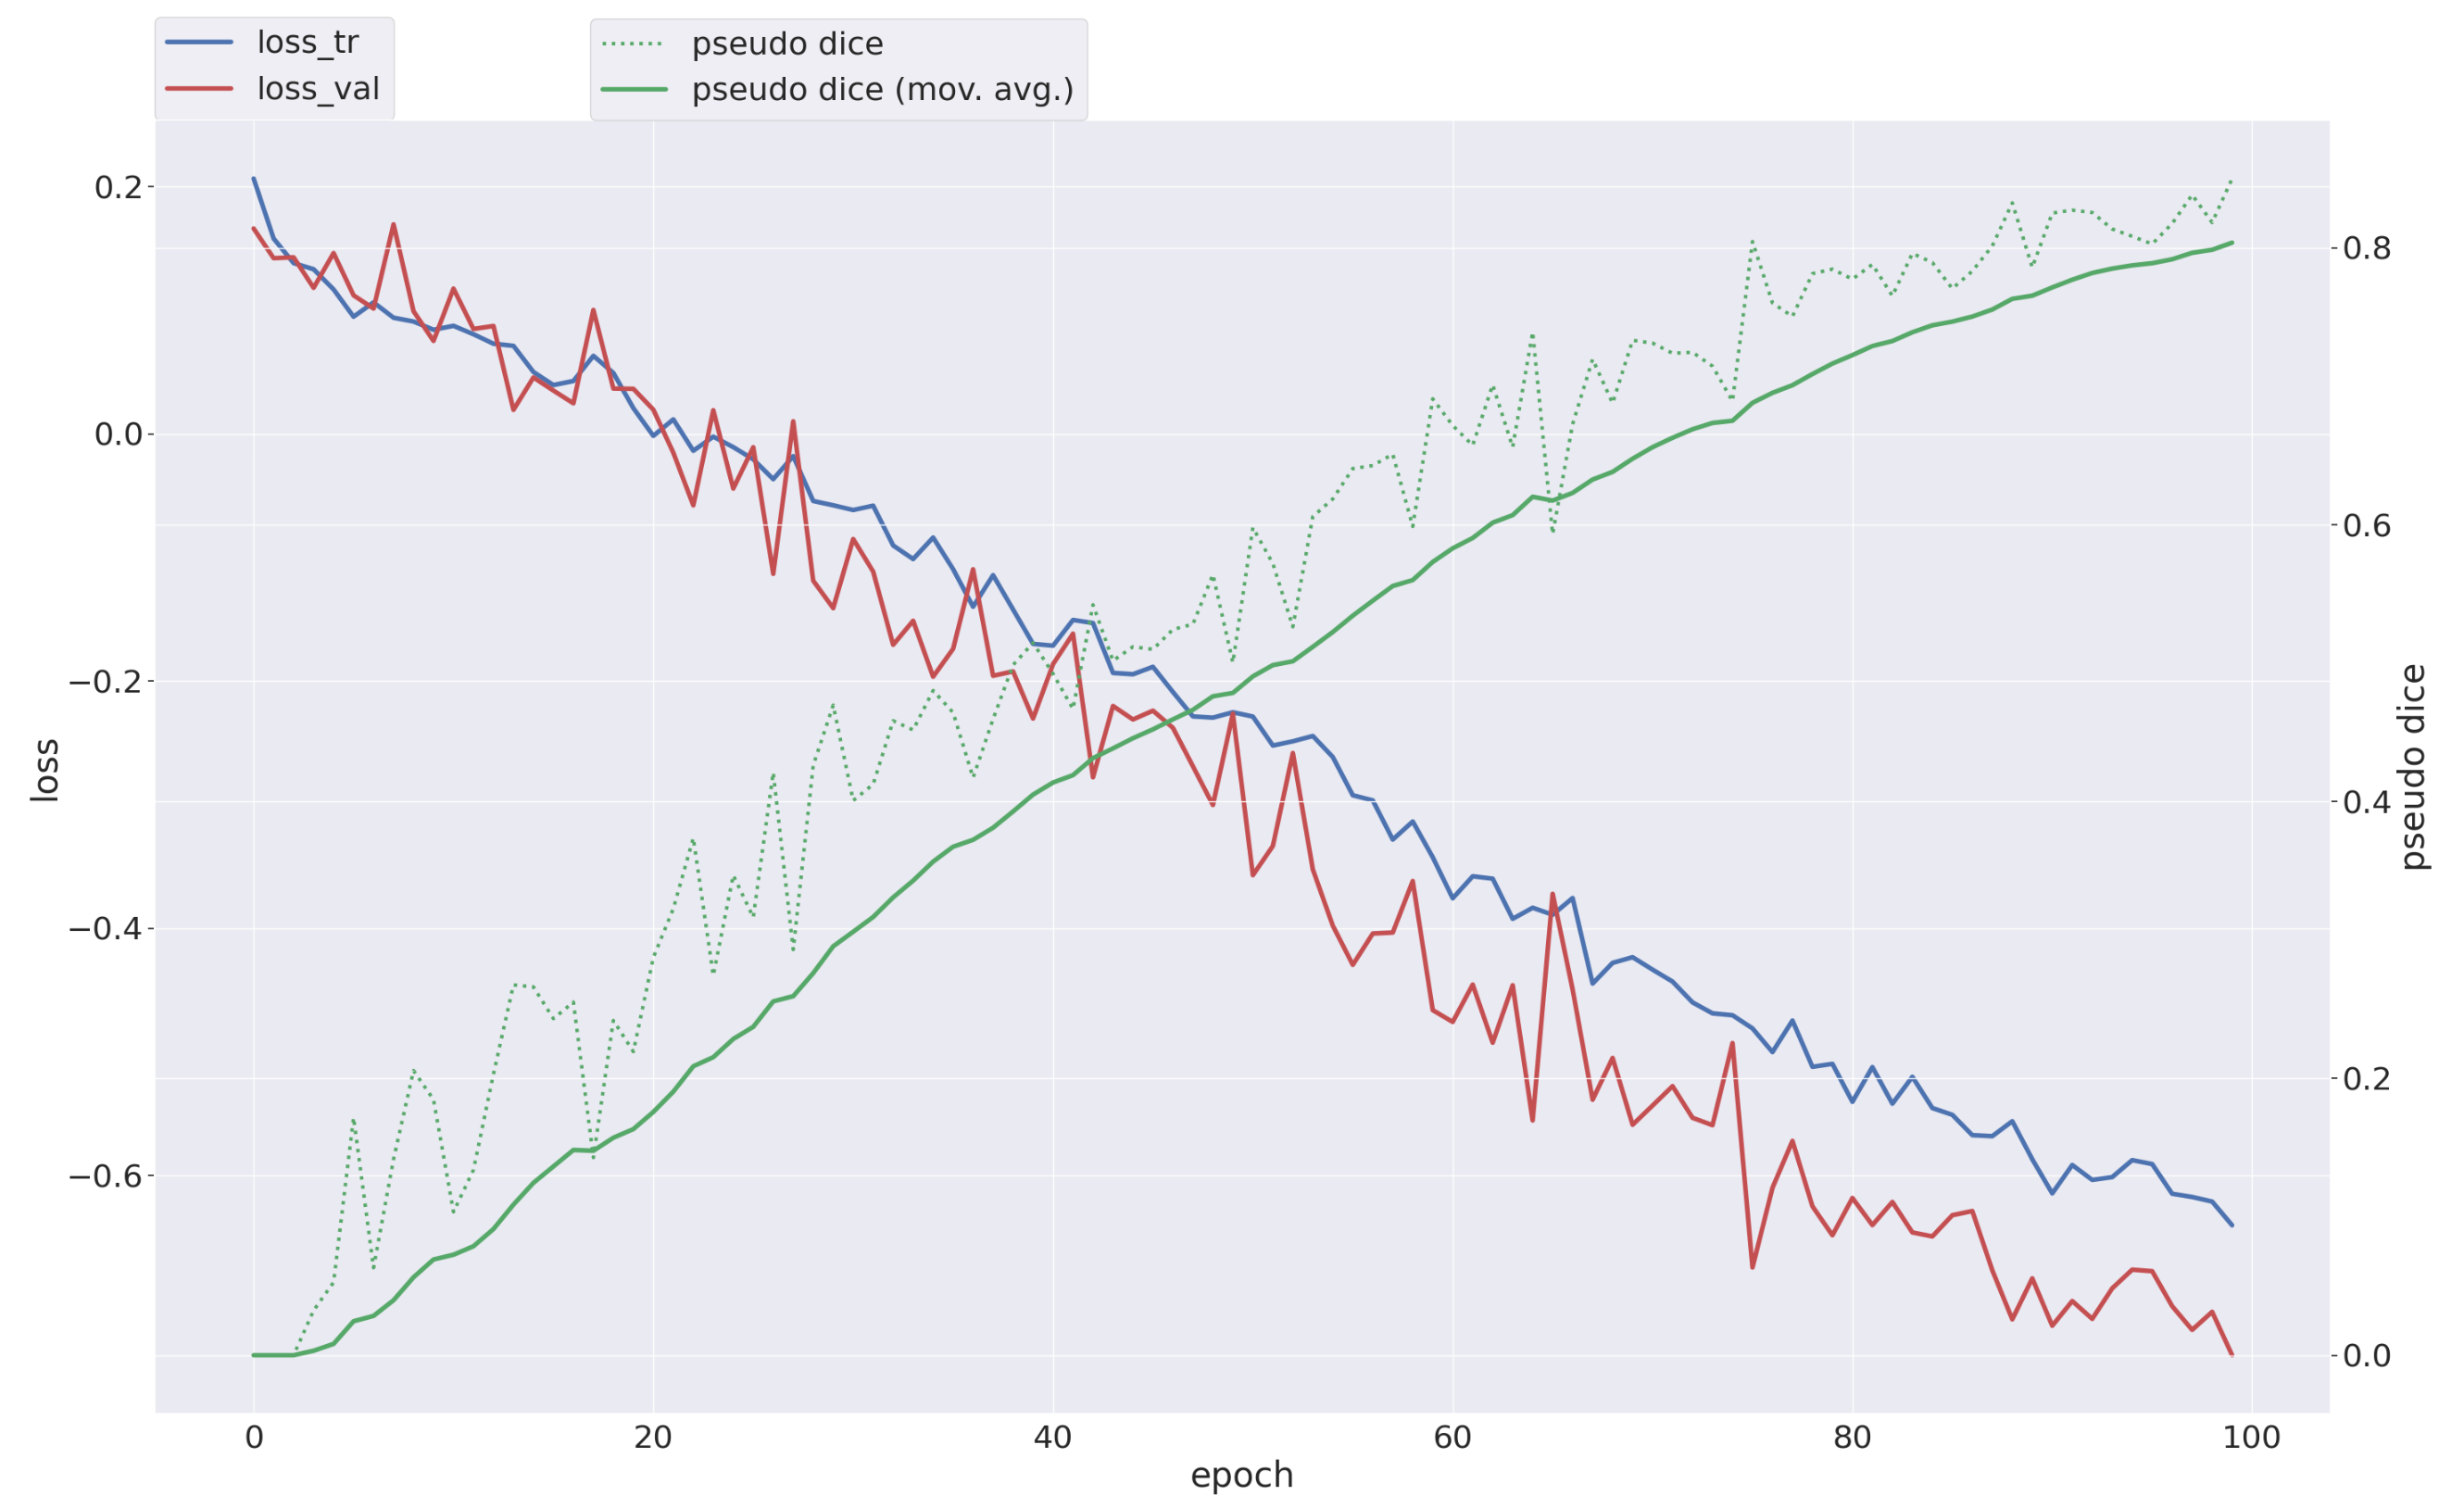 loss_tr
loss_val
pseudo dice
pseudo dice (mov. avg.)
0.2
0.0
−0.2
−0.4
−0.6
loss
0.8
0.6
0.4
0.2
0.0
pseudo dice
0 20 40 60 80 100
epoch